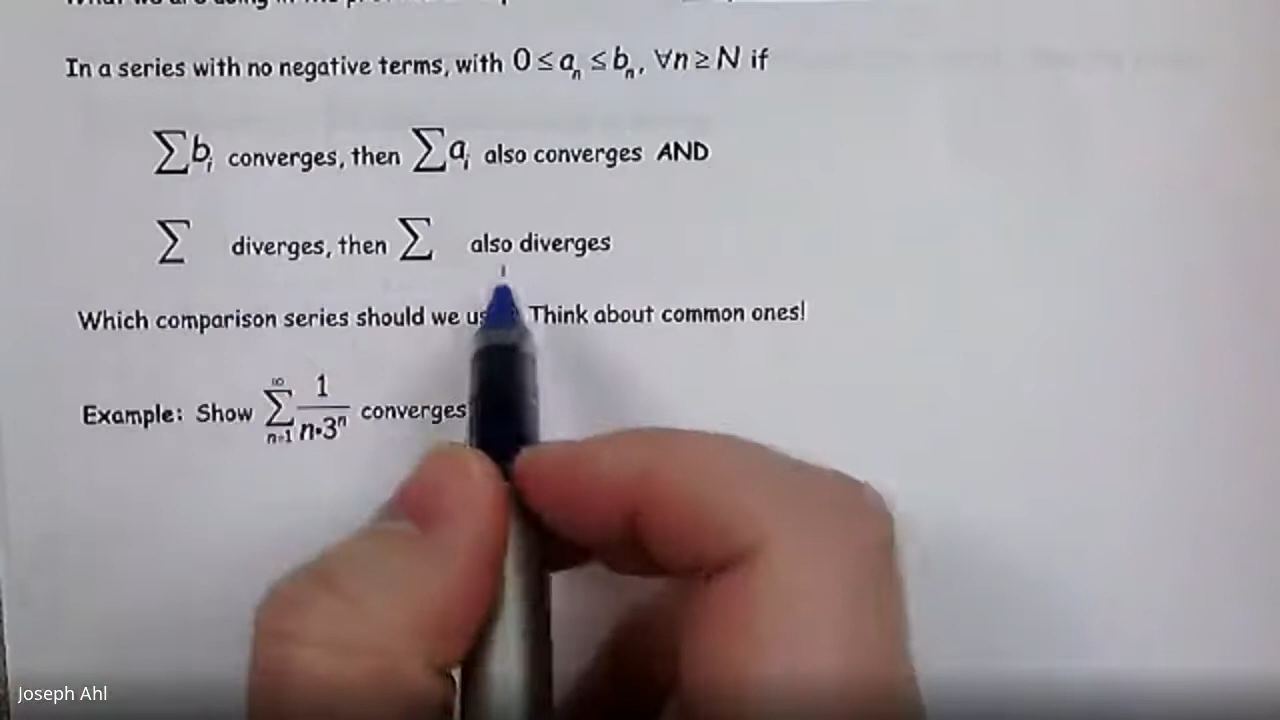 In a series with no negative terms, with 0 ≤ aₙ ≤ bₙ, ∀n ≥ N if
∑bᵢ converges, then ∑aᵢ also converges AND
∑ diverges, then ∑ also diverges
Which comparison series should we Think about common ones!
Example: Show ∑_{n=1}^{∞} 1/(n•3ⁿ) converges
Joseph Ahl